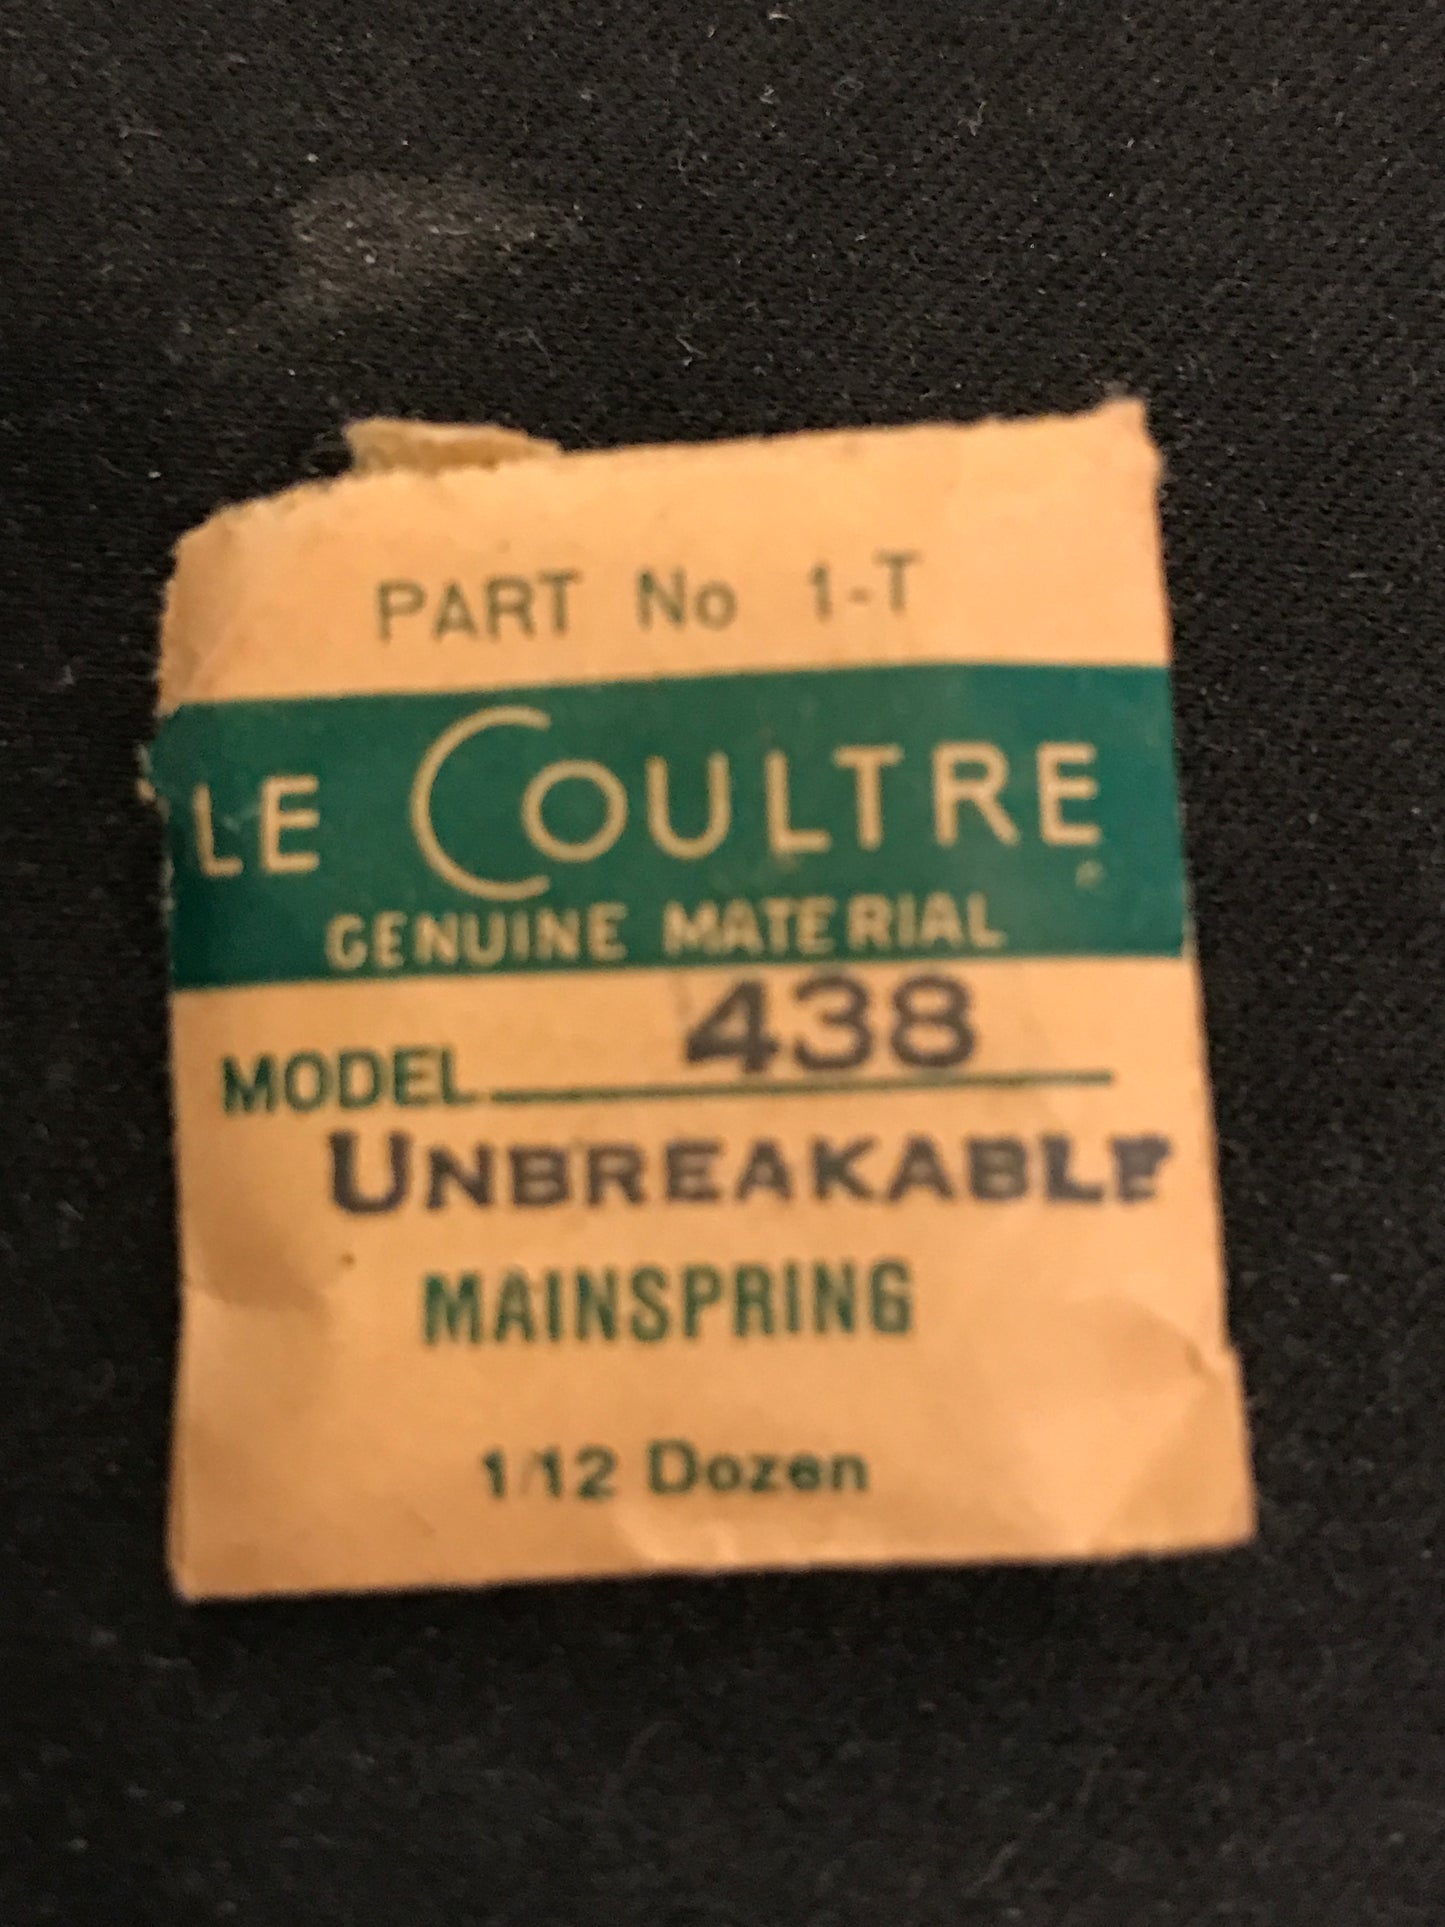 PART No 1-T
LE COULTRE
GENUINE MATERIAL
MODEL 438
UNBREAKABLE
MAINSPRING
1/12 Dozen